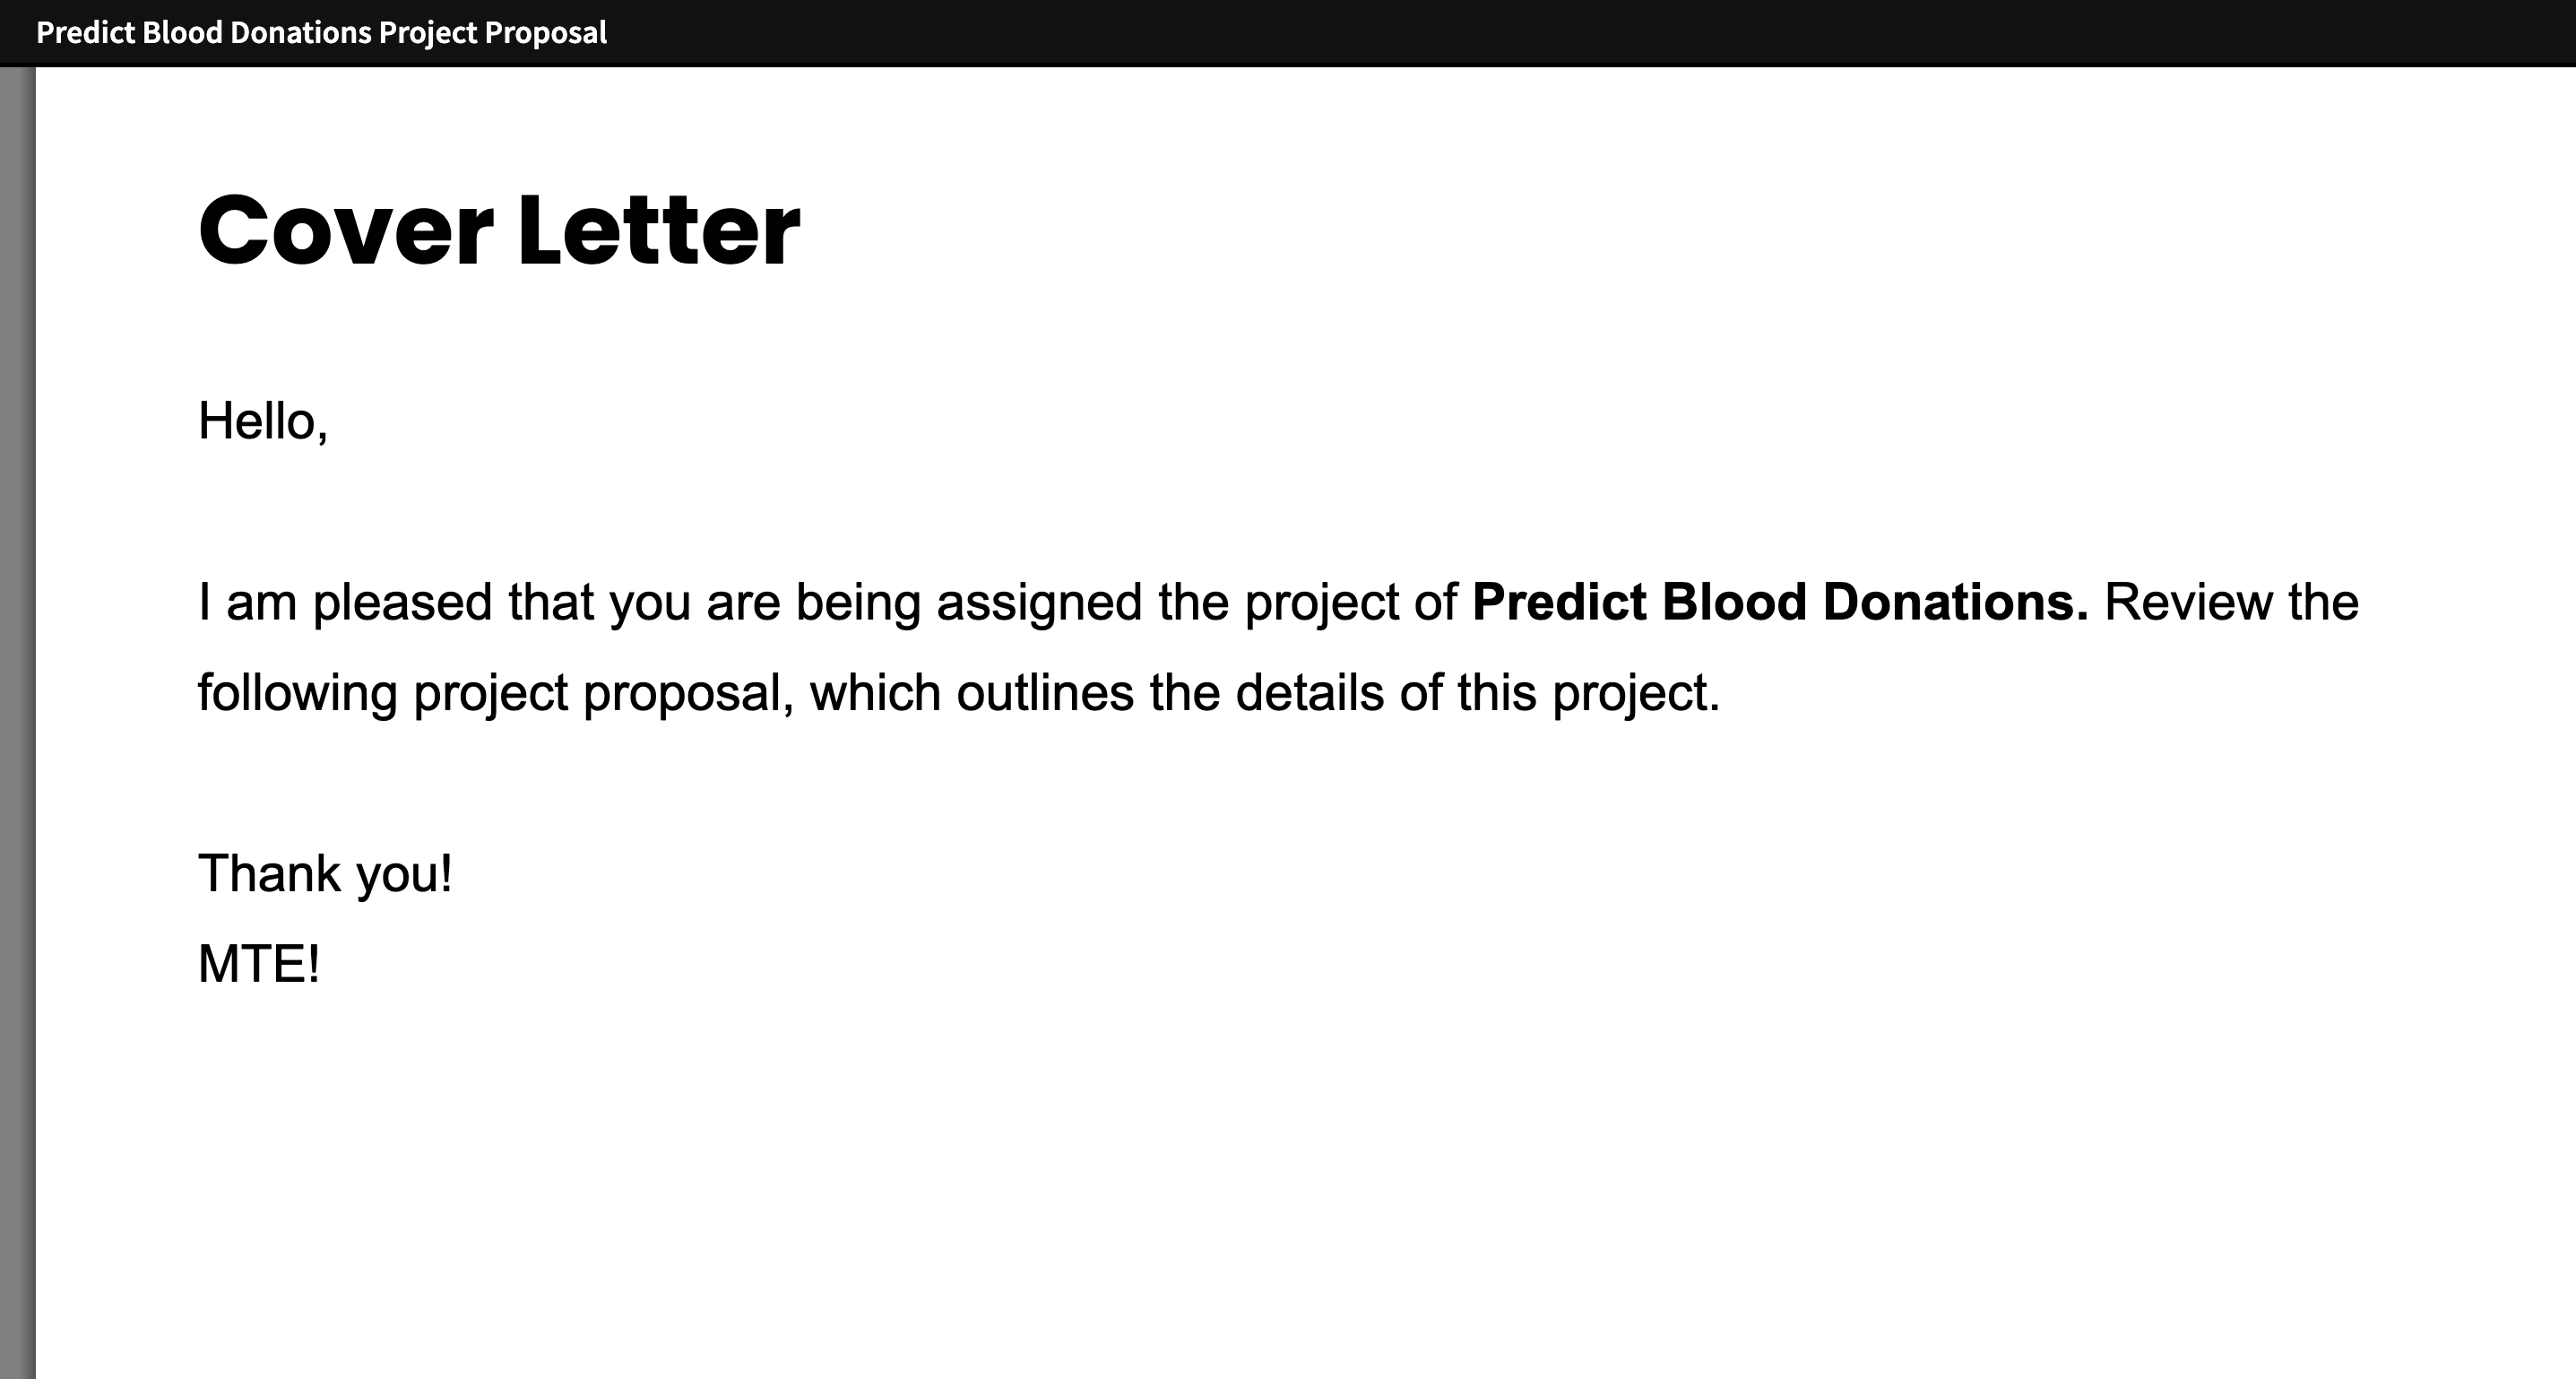 Predict Blood Donations Project Proposal
Cover Letter
Hello,
I am pleased that you are being assigned the project of Predict Blood Donations. Review the
following project proposal, which outlines the details of this project.
Thank you!
MTE!